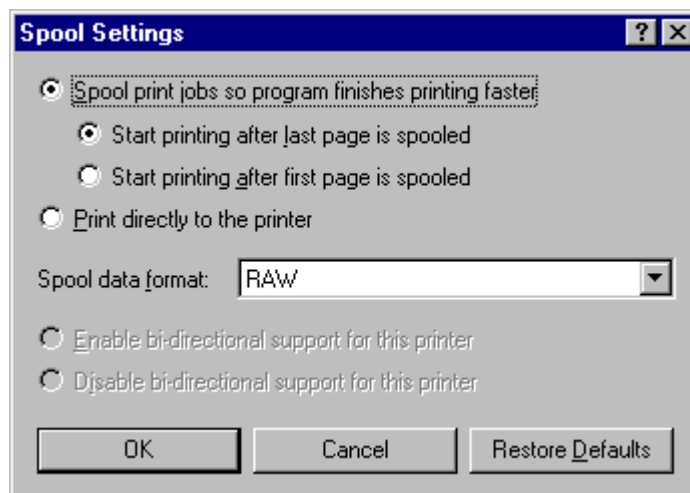 Spool Settings
Spool print jobs so program finishes printing faster
Start printing after last page is spooled
Start printing after first page is spooled
Print directly to the printer
Spool data format: RAW
Enable bi-directional support for this printer
Disable bi-directional support for this printer
OK Cancel Restore Defaults